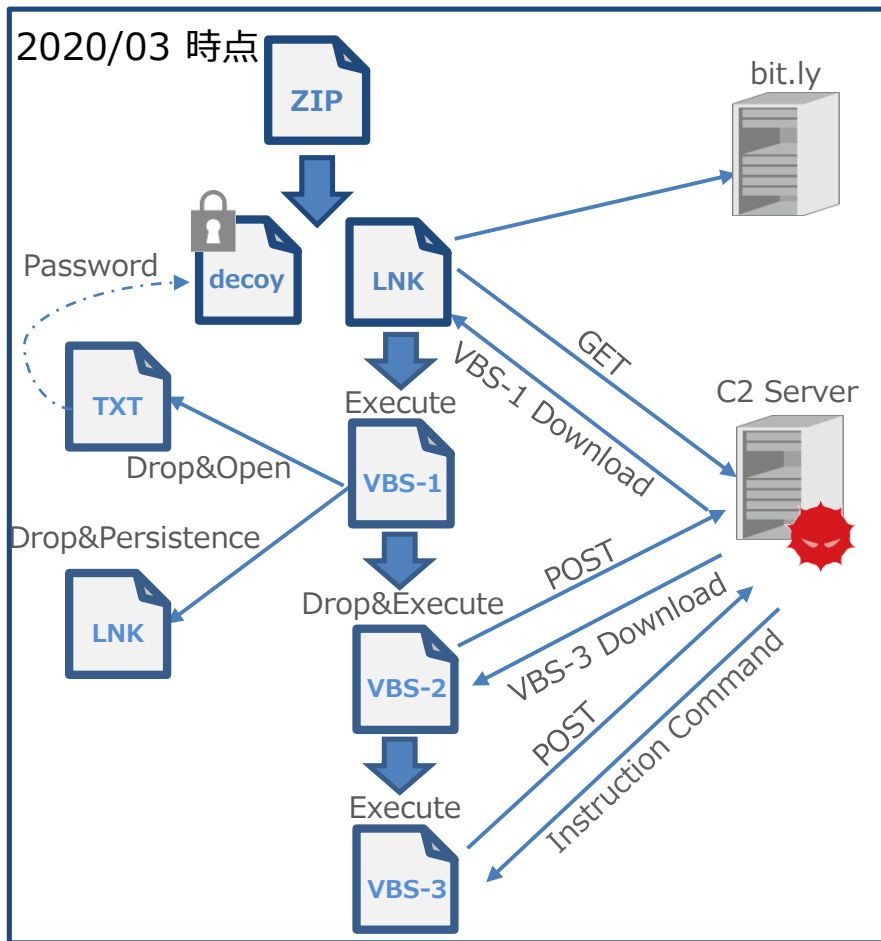 2020/03 時点
ZIP
bit.ly
Password
decoy
LNK
GET
VBS-1 Download
C2 Server
Execute
TXT
Drop&Open
VBS-1
Drop&Persistence
LNK
POST
Drop&Execute
VBS-3 Download
VBS-2
POST
Instruction Command
Execute
VBS-3